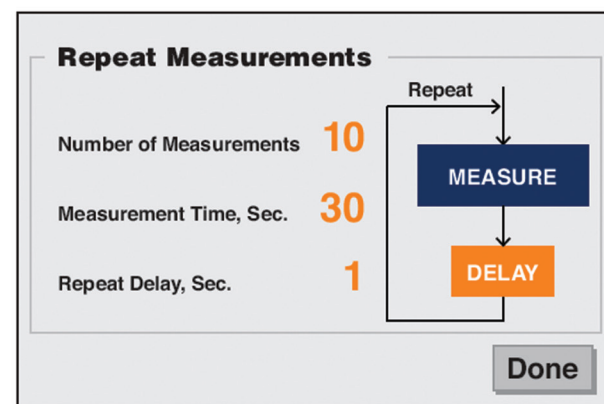 Repeat Measurements
Repeat
Number of Measurements 10
MEASURE
Measurement Time, Sec. 30
Repeat Delay, Sec. 1
DELAY
Done